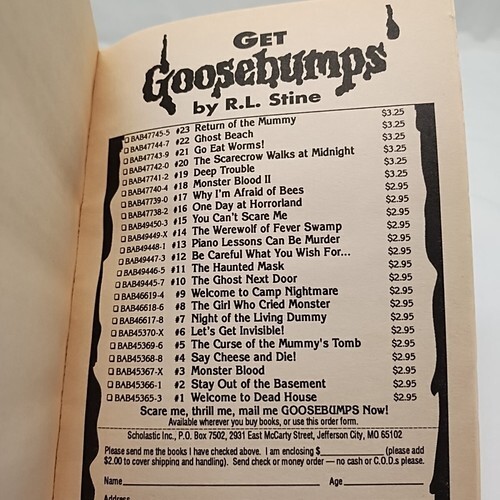 GET
Goosebumps
by R.L. Stine
BAB47745-5 #23 Return of the Mummy $3.25
BAB47744-7 #22 Ghost Beach $3.25
BAB47743-9 #21 Go Eat Worms! $3.25
BAB47742-0 #20 The Scarecrow Walks at Midnight $3.25
BAB47741-2 #19 Deep Trouble $3.25
BAB47740-4 #18 Monster Blood II $3.25
BAB47739-0 #17 Why I'm Afraid of Bees $2.95
BAB47738-2 #16 One Day at Horrorland $2.95
BAB49450-3 #15 You Can't Scare Me $2.95
BAB49449-X #14 The Werewolf of Fever Swamp $2.95
BAB49448-1 #13 Piano Lessons Can Be Murder $2.95
BAB49447-3 #12 Be Careful What You Wish For... $2.95
BAB49446-5 #11 The Haunted Mask $2.95
BAB49445-7 #10 The Ghost Next Door $2.95
BAB46619-4 #9 Welcome to Camp Nightmare $2.95
BAB46618-6 #8 The Girl Who Cried Monster $2.95
BAB46617-8 #7 Night of the Living Dummy $2.95
BAB45370-X #6 Let's Get Invisible! $2.95
BAB45369-6 #5 The Curse of the Mummy's Tomb $2.95
BAB45368-8 #4 Say Cheese and Die! $2.95
BAB45367-X #3 Monster Blood $2.95
BAB45366-1 #2 Stay Out of the Basement $2.95
BAB45365-3 #1 Welcome to Dead House $2.95
Scare me, thrill me, mail me GOOSEBUMPS Now!
Available wherever you buy books, or use this order form.
Scholastic Inc., P.O. Box 7502, 2931 East McCarty Street, Jefferson City, MO 65102
Please send me the books I have checked above. I am enclosing $ (please add
$2.00 to cover shipping and handling). Send check or money order — no cash or C.O.D.s please.
Name Age
Address